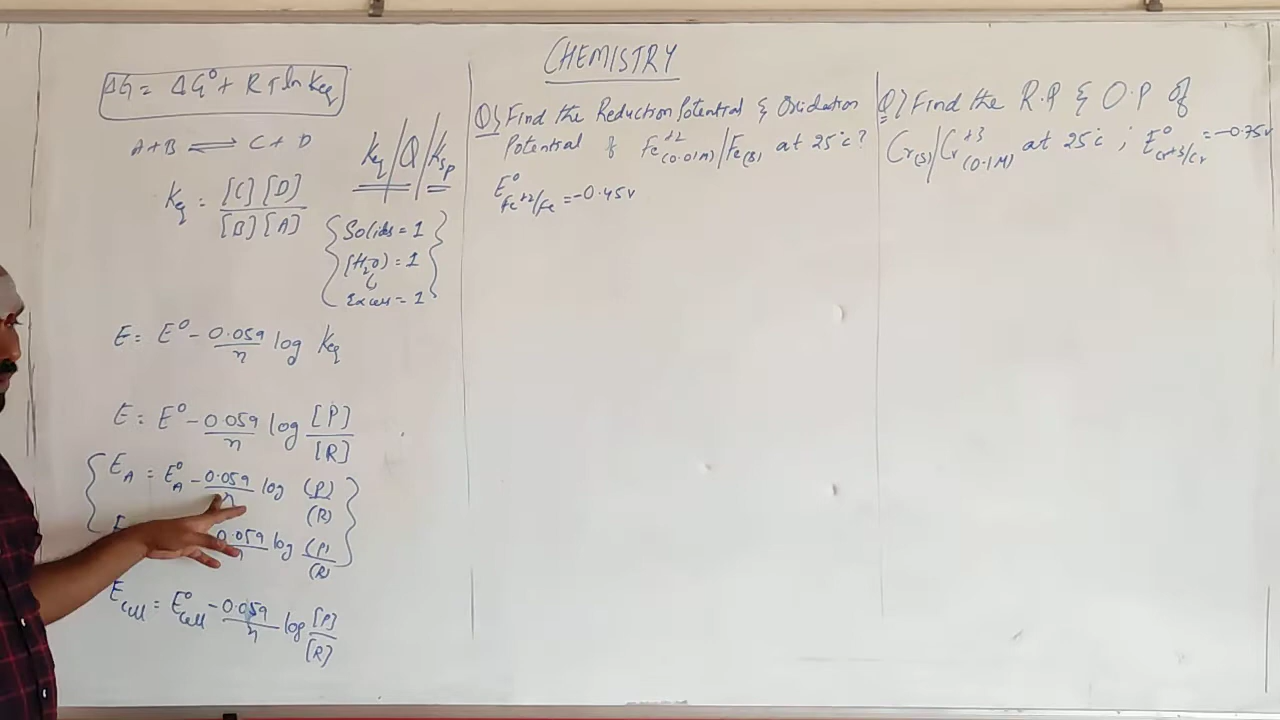 CHEMISTRY
ΔG = ΔG° + RT ln Keq
A+B ⇌ C + D
Keq = [C][D] / [B][A]
Keq/Q/Ksp
{Solids = 1}
(H2O) = 1
Excess = 1
E = E° - 0.059/n log Keq
E = E° - 0.059/n log [P]/[R]
EA = E°A - 0.059/n log (P)/(R)
0.059/n log (P)/(R)
Ecell = E°cell - 0.059/n log [P]/[R]
Q) Find the Reduction Potential & Oxidation
Potential of Fe+2(0.01M)/Fe(s) at 25°c?
E°Fe+2/Fe = -0.45v
Q) Find the R.P & O.P of
Cr(s)/Cr+3(0.1M) at 25°c ; E°Cr+3/Cr = -0.75v